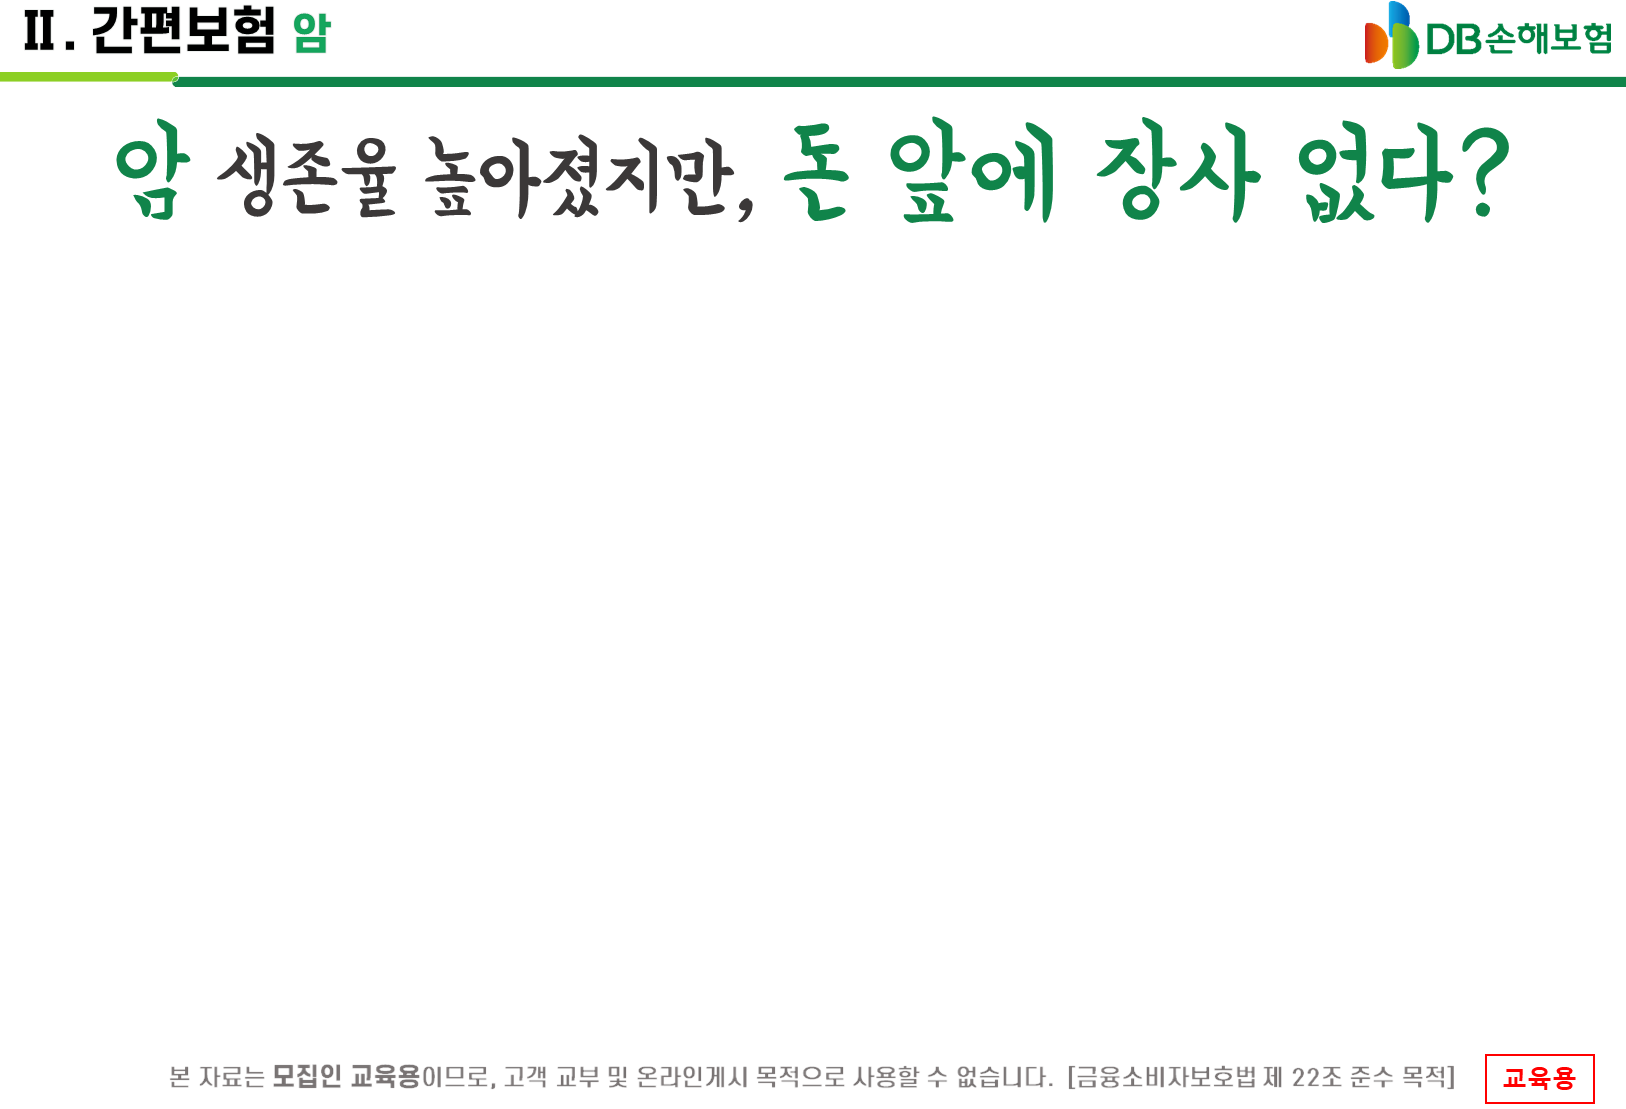 II. 간편보험 암
DB손해보험
암 생존율 높아졌지만, 돈 앞에 장사 없다?
본 자료는 모집인 교육용이므로, 고객 교부 및 온라인게시 목적으로 사용할 수 없습니다. [금융소비자보호법 제 22조 준수 목적]
교육용